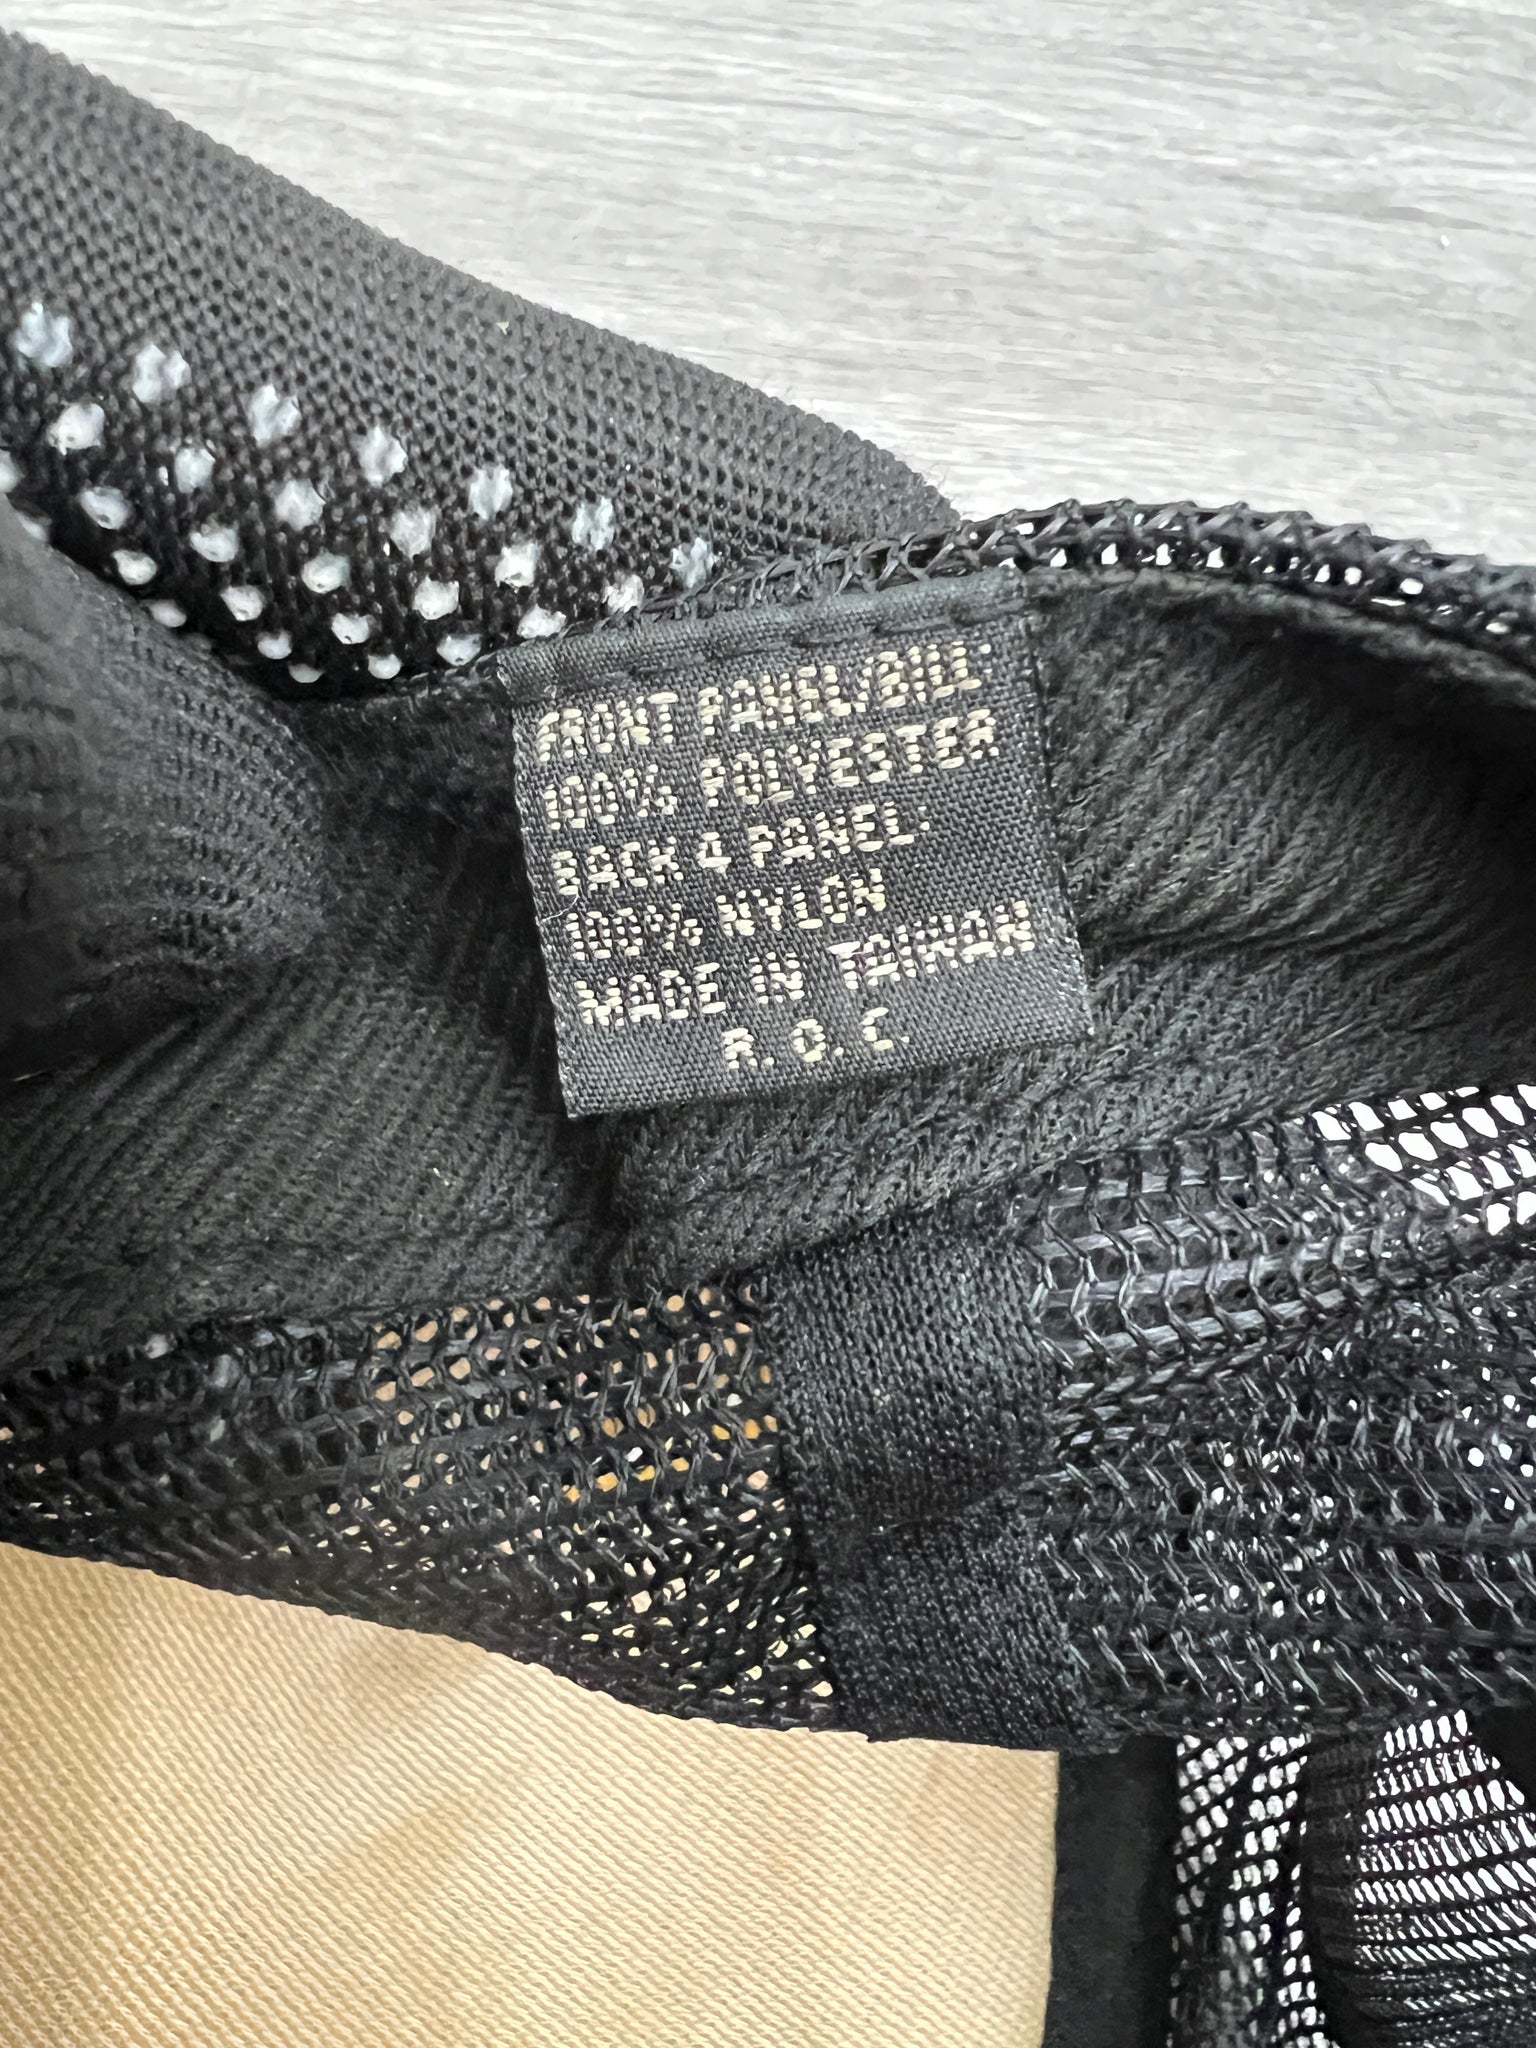 FRONT PANEL/BILL:
100% POLYESTER
BACK 4 PANEL:
100% NYLON
MADE IN TAIWAN
R. O. C.